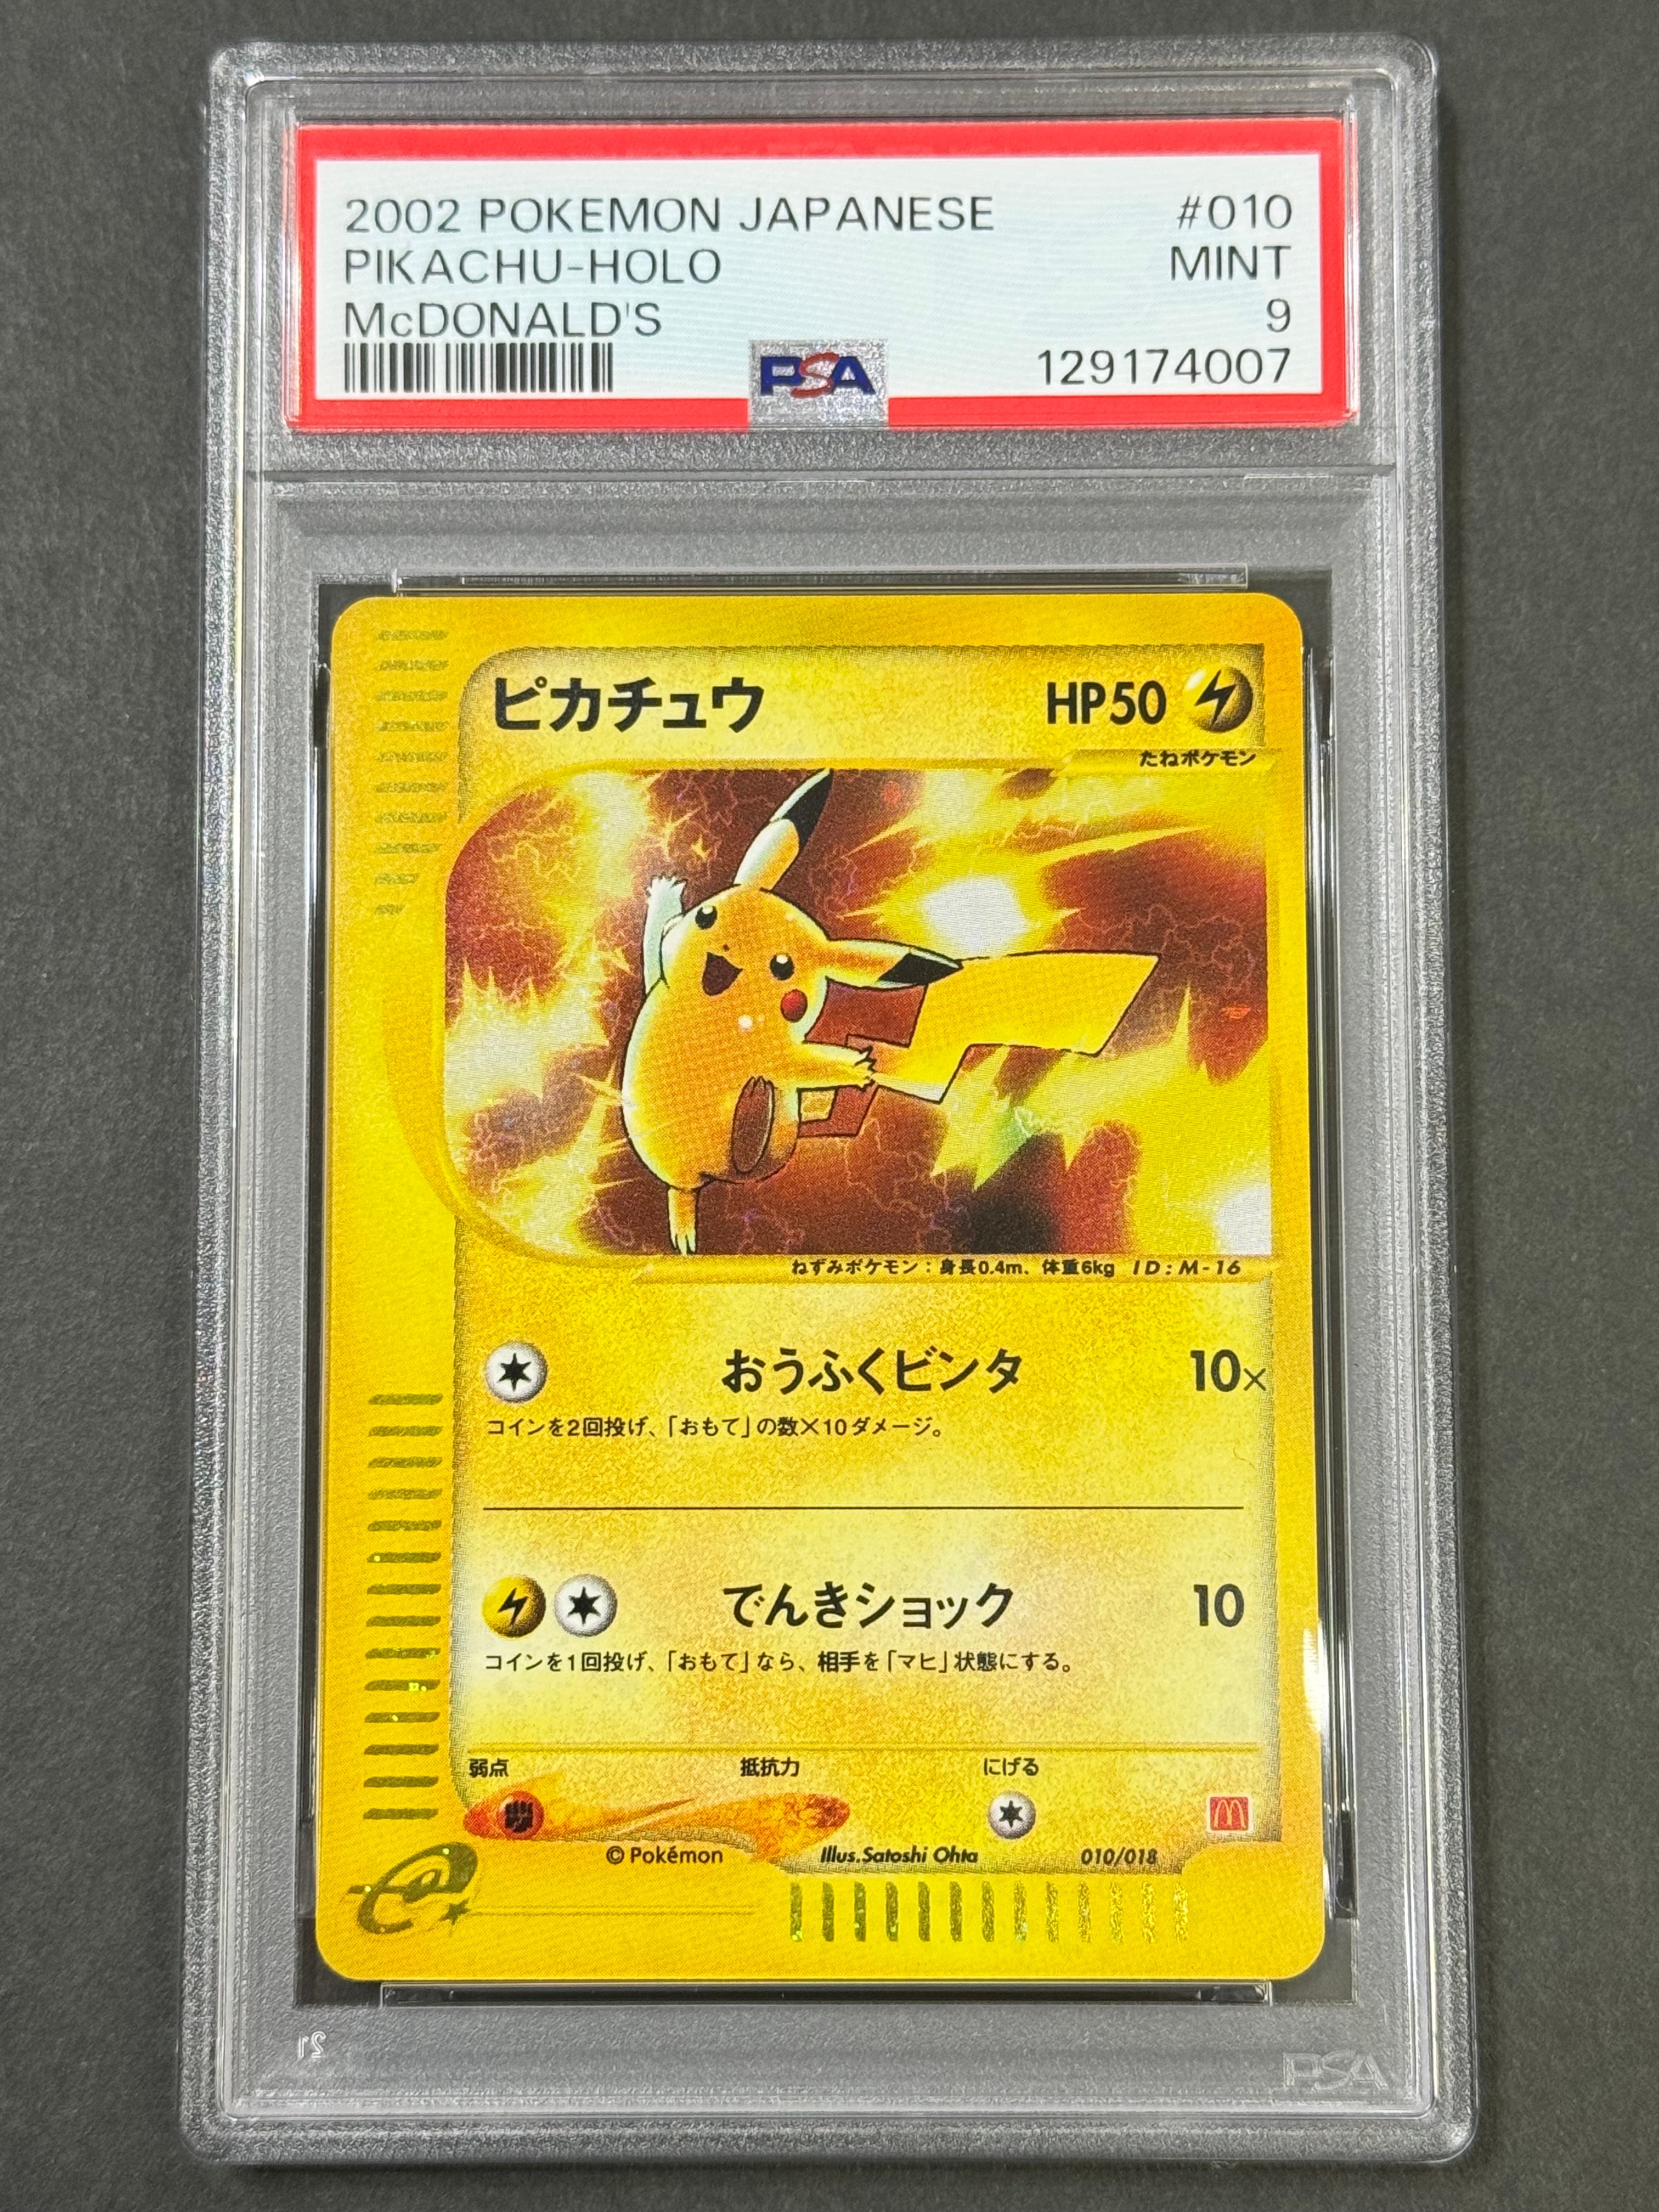 2002 POKEMON JAPANESE #010
PIKACHU-HOLO MINT
McDONALD'S 9
PSA 129174007
ピカチュウ HP50
たねポケモン
ねずみポケモン：身長0.4m、体重6kg ID:M-16
おうふくビンタ 10×
コインを2回投げ、「おもて」の数×10ダメージ。
でんきショック 10
コインを1回投げ、「おもて」なら、相手を「マヒ」状態にする。
弱点 抵抗力 にげる
©Pokémon Illus.Satoshi Ohta 010/018
e
21 PSA